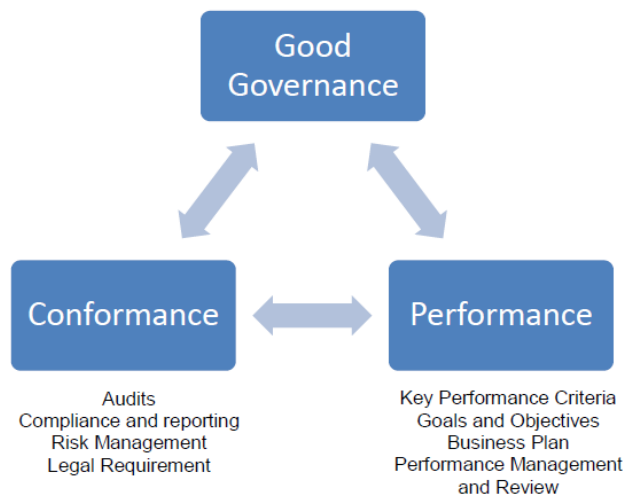 Good
Governance
Conformance
Performance
Audits
Compliance and reporting
Risk Management
Legal Requirement
Key Performance Criteria
Goals and Objectives
Business Plan
Performance Management
and Review